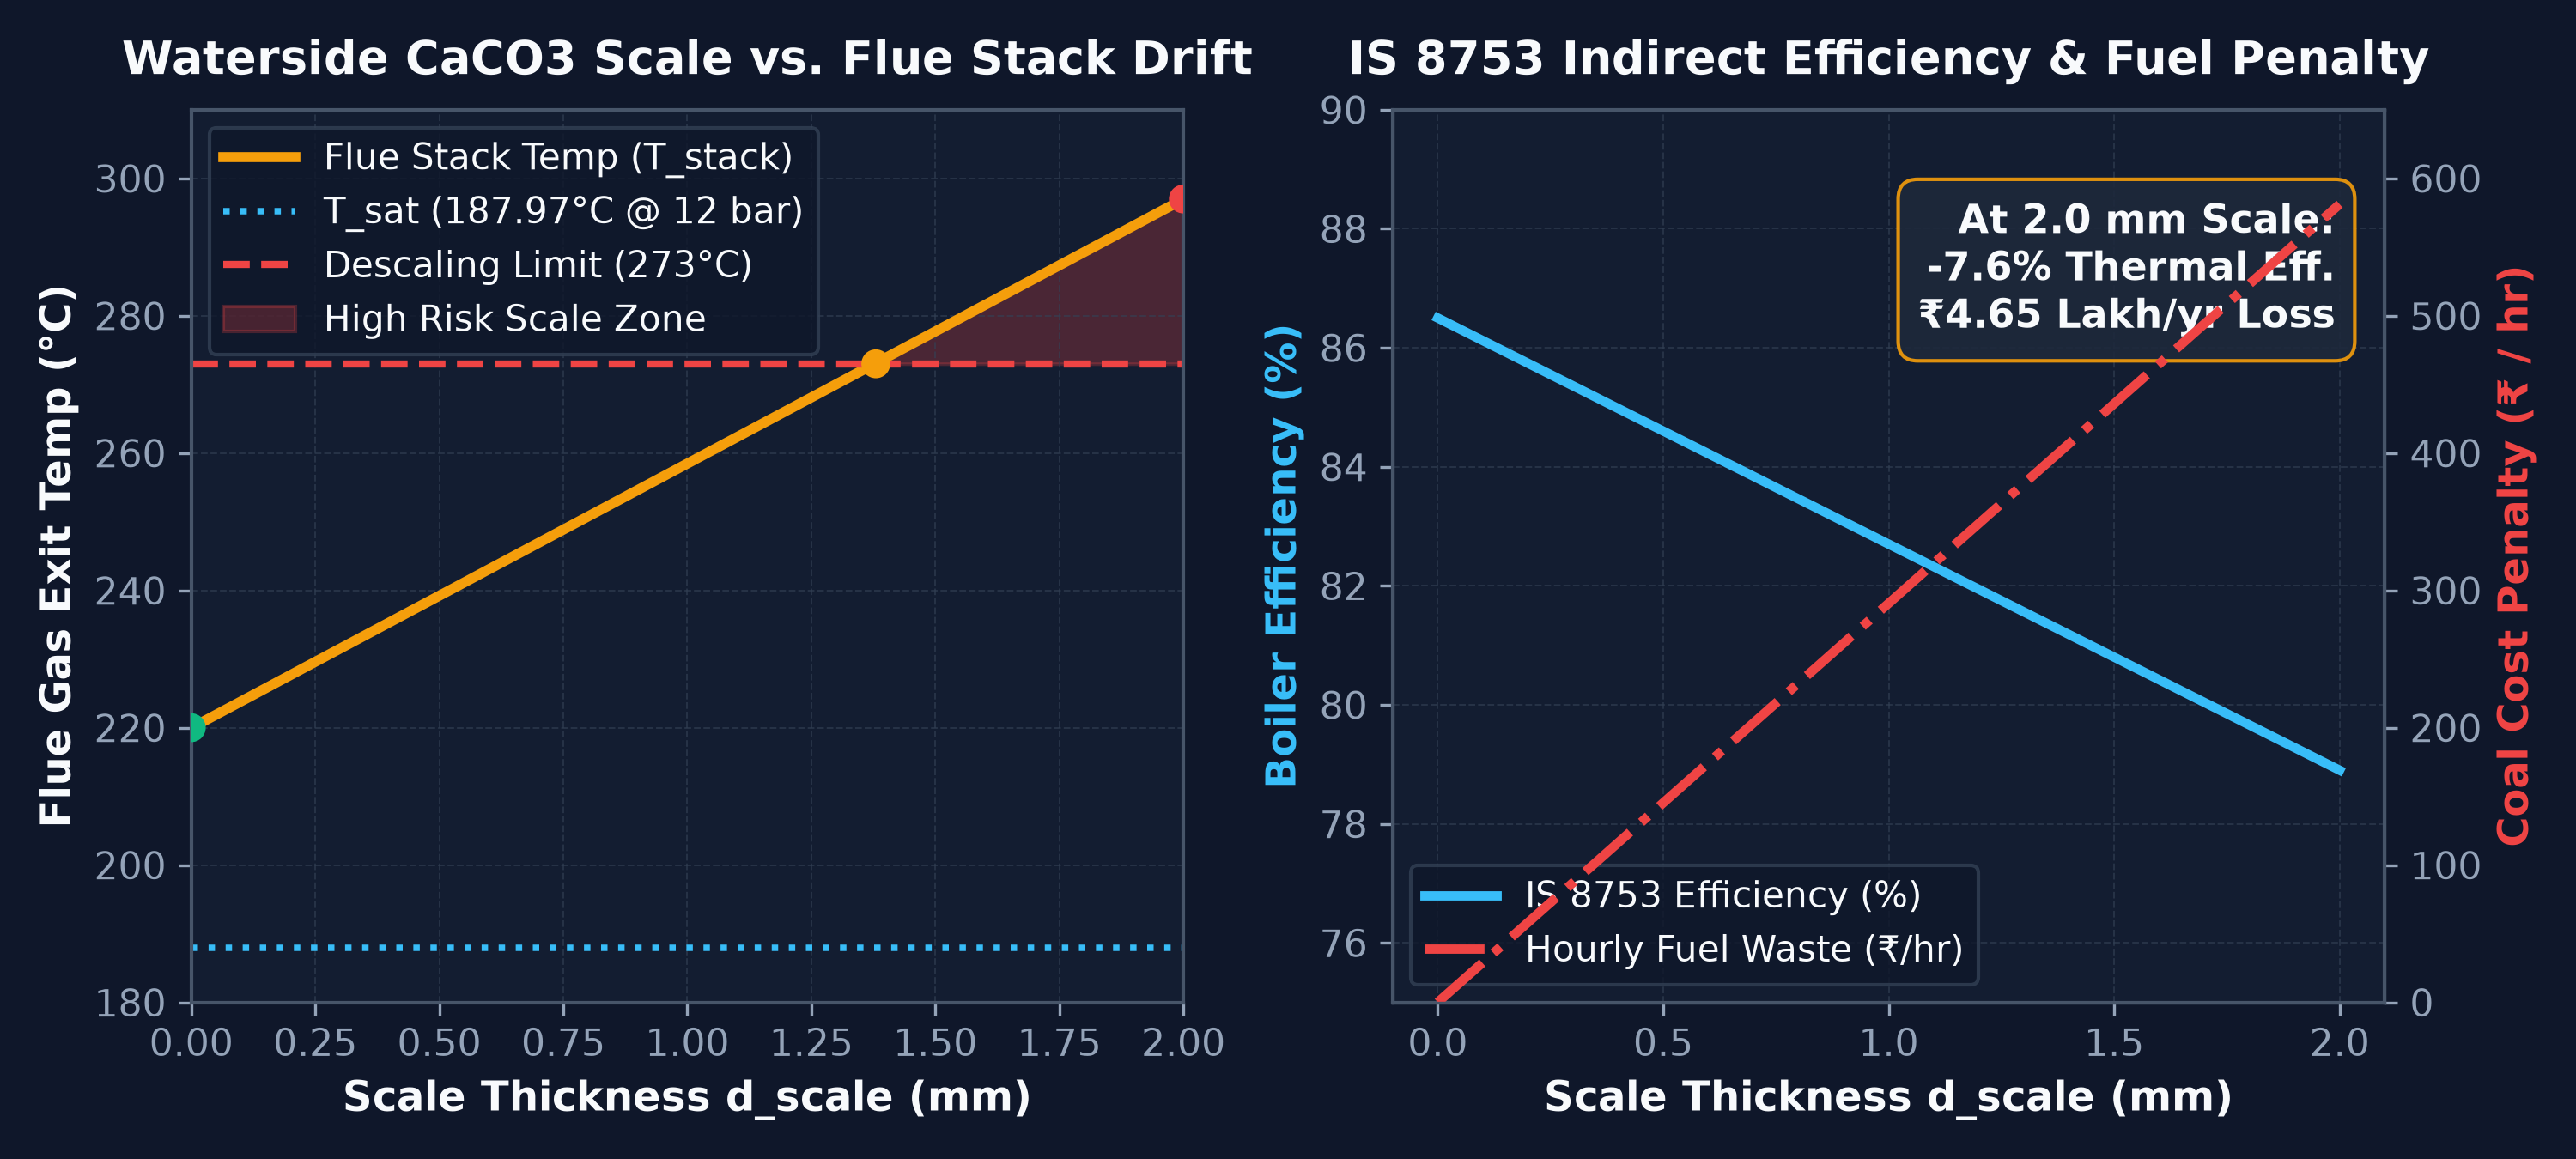 Waterside CaCO3 Scale vs. Flue Stack Drift
Flue Gas Exit Temp (°C)
300
280
260
240
220
200
180
Flue Stack Temp (T_stack)
T_sat (187.97°C @ 12 bar)
Descaling Limit (273°C)
High Risk Scale Zone
0.00 0.25 0.50 0.75 1.00 1.25 1.50 1.75 2.00
Scale Thickness d_scale (mm)
IS 8753 Indirect Efficiency & Fuel Penalty
Boiler Efficiency (%)
90
88
86
84
82
80
78
76
At 2.0 mm Scale:
-7.6% Thermal Eff.
₹4.65 Lakh/yr Loss
IS 8753 Efficiency (%)
Hourly Fuel Waste (₹/hr)
600
500
400
300
200
100
0
Coal Cost Penalty (₹ / hr)
0.0 0.5 1.0 1.5 2.0
Scale Thickness d_scale (mm)